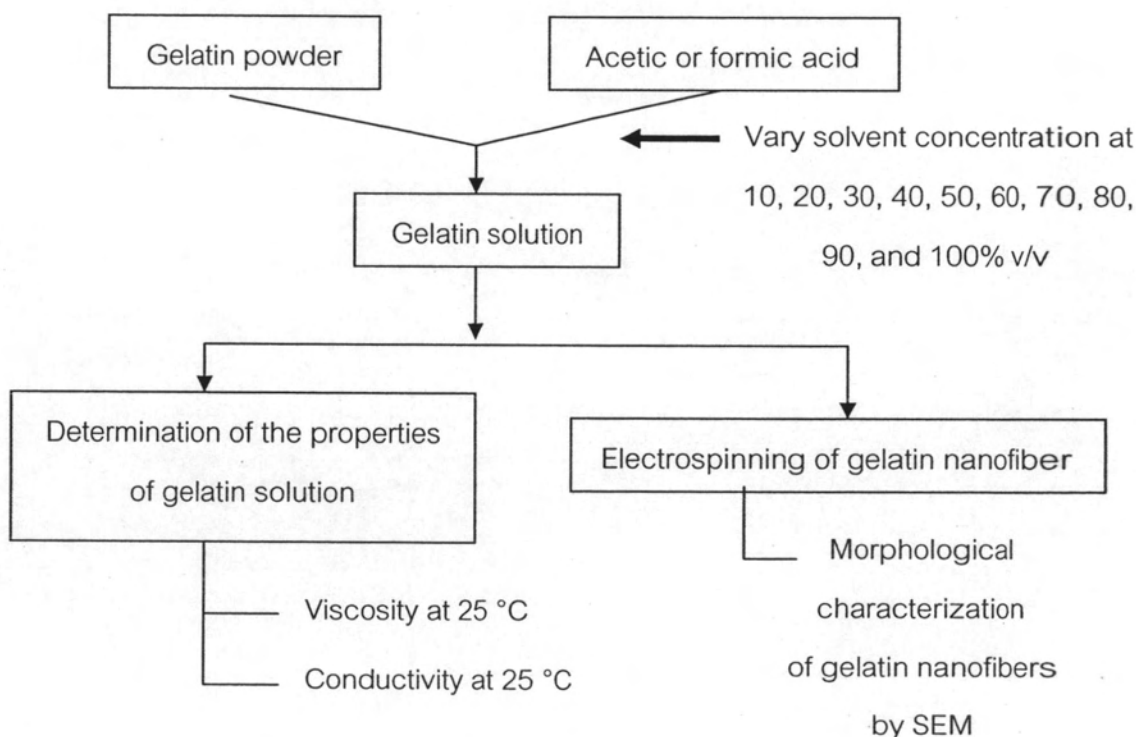 Gelatin powder
Acetic or formic acid
Vary solvent concentration at
10, 20, 30, 40, 50, 60, 70, 80,
90, and 100% v/v
Gelatin solution
Determination of the properties
of gelatin solution
Viscosity at 25 °C
Conductivity at 25 °C
Electrospinning of gelatin nanofiber
Morphological
characterization
of gelatin nanofibers
by SEM